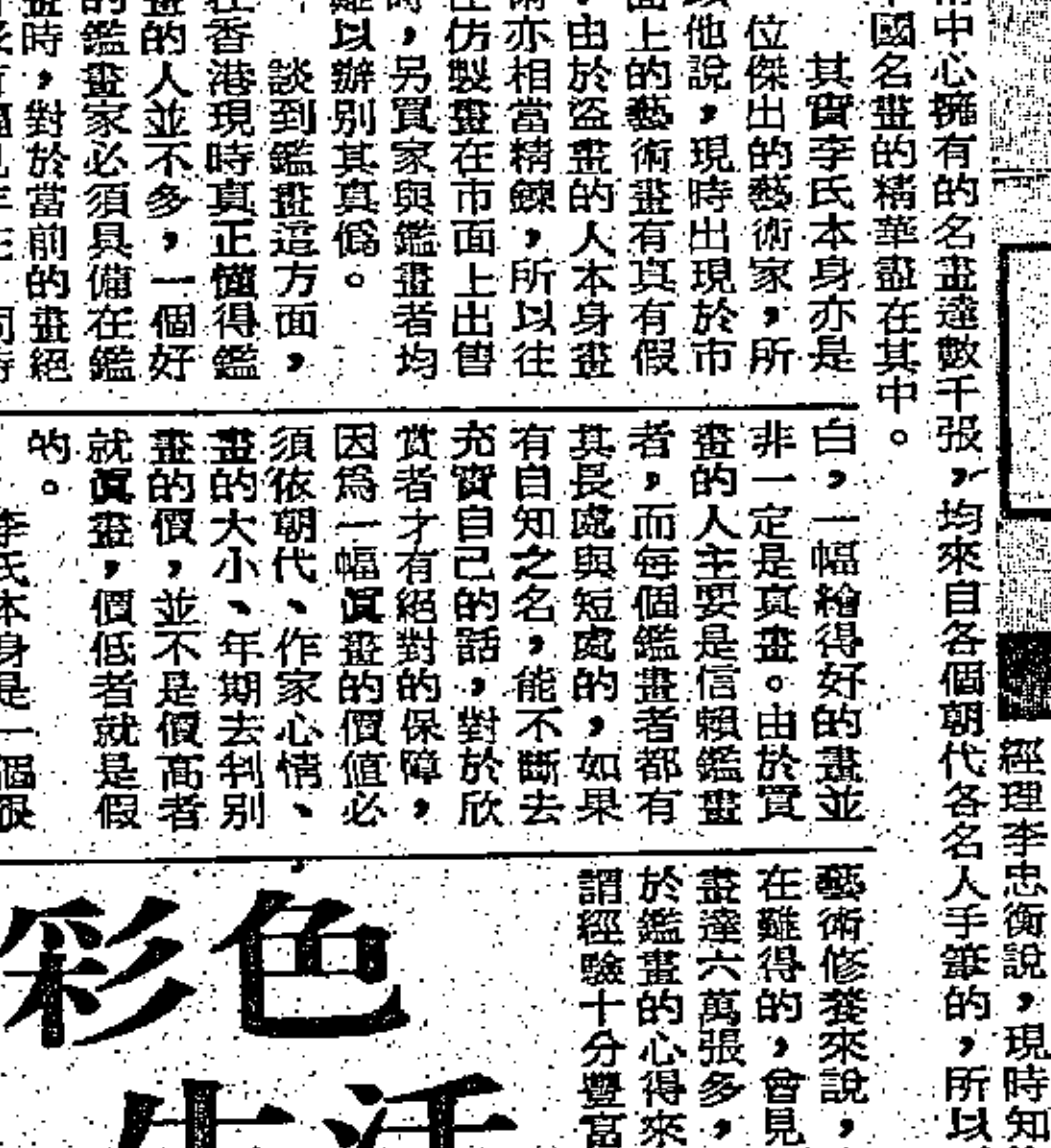 經理李忠衡說，現時知
中心擁有的名畫達數千張，均來自各個朝代各名人手筆的，所以
國名畫的精華盡在其中。
其實李氏本身亦是
位傑出的藝術家，所
他說，現時出現於市
面上的藝術畫有真有假
，由於盜畫的人本身畫
術亦相當精鍊，所以往
仿製畫在市面上出售
時，另買家與鑑畫者均
難以辦别其真僞。
談到鑑畫這方面，
在香港現時真正懂得鑑
畫的人並不多，一個好
的鑑畫家必須具備在鑑
畫時，對於當前的畫絕
白，一幅繪得好的畫並
非一定是真畫。由於買
畫的人主要是信賴鑑畫
者，而每個鑑畫者都有
其長處與短處的，如果
有自知之名，能不斷去
充實自己的話，對於欣
賞者才有絕對的保障，
因爲一幅眞畫的價值必
須依朝代、作家心情、
畫的大小、年期去判别
畫的價，並不是價高者
就眞畫，價低者就是假
的。
李氏本身是一個很
藝術修養來說，
在難得的，曾見
畫達六萬張多，
於鑑畫的心得來
謂經驗十分豐富
彩色
生活